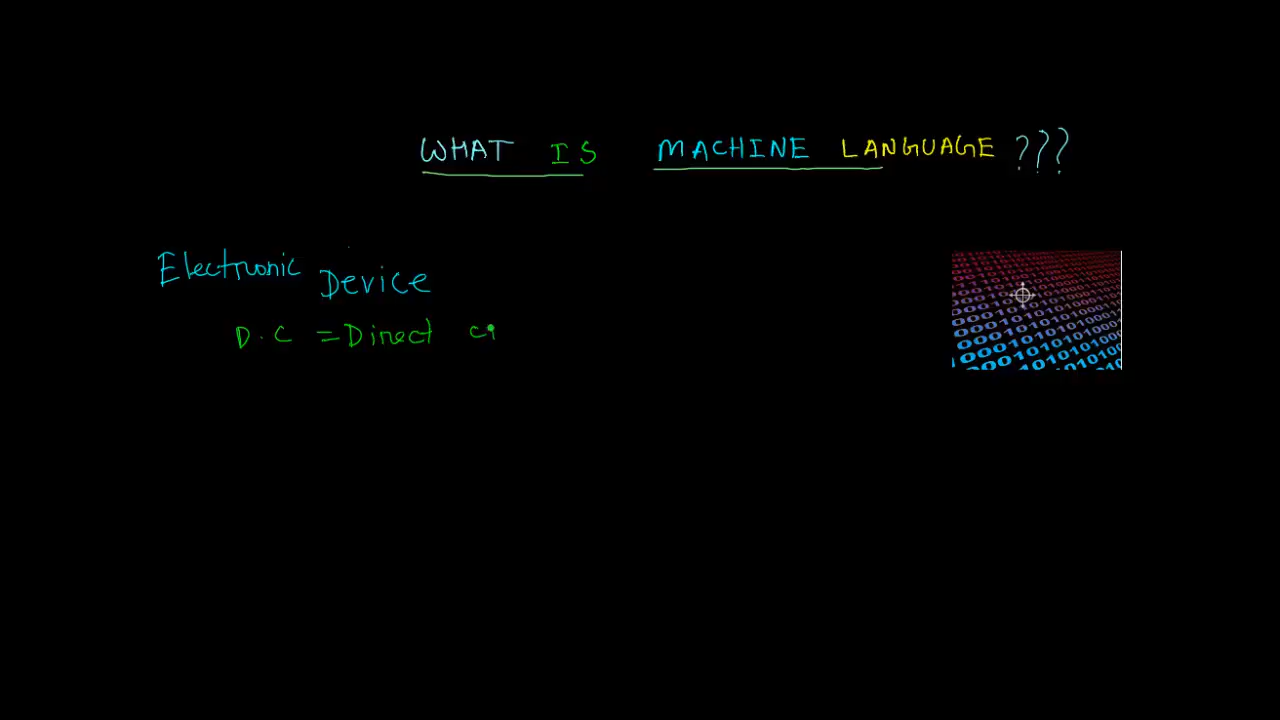 WHAT IS MACHINE LANGUAGE ???
Electronic Device
D.C = Direct